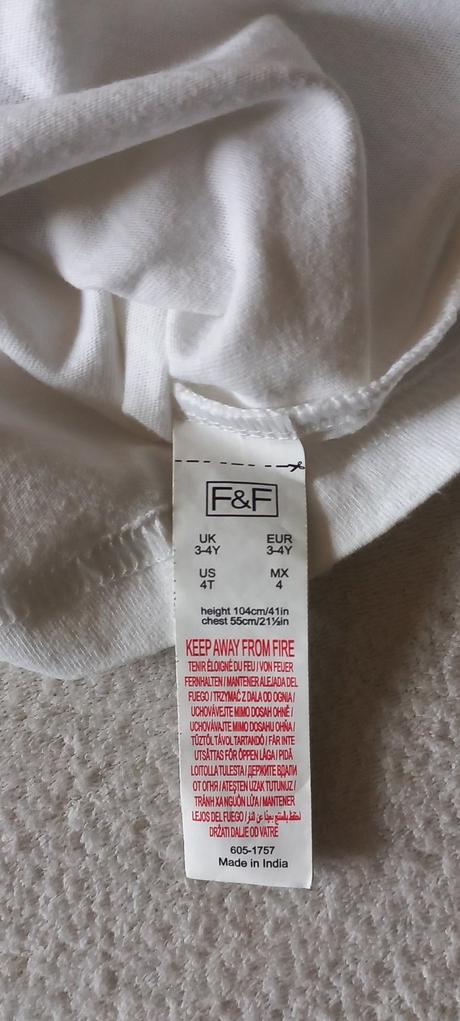 F&F
UK EUR
3-4Y 3-4Y
US MX
4T 4
height 104cm/41in
chest 55cm/21½in
KEEP AWAY FROM FIRE
TENIR ÉLOIGNÉ DU FEU / VON FEUER
FERNHALTEN / MANTENER ALEJADA DEL
FUEGO / TRZYMAĆ Z DALA OD OGNIA /
UCHOVÁVEJTE MIMO DOSAH OHNĚ /
UCHOVÁVAJTE MIMO DOSAHU OHŇA /
TŰZTŐL TÁVOL TARTANDÓ / FÅR INTE
UTSÄTTAS FÖR ÖPPEN LÅGA / PIDÄ
LOITOLLA TULESTA / ДЕРЖИТЕ ВДАЛИ
ОТ ОГНЯ / ATEŞTEN UZAK TUTUNUZ /
TRÁNH XA NGUỒN LỬA / MANTENER
LEJOS DEL FUEGO / عن النار
DRŽATI DALJE OD VATRE
605-1757
Made in India